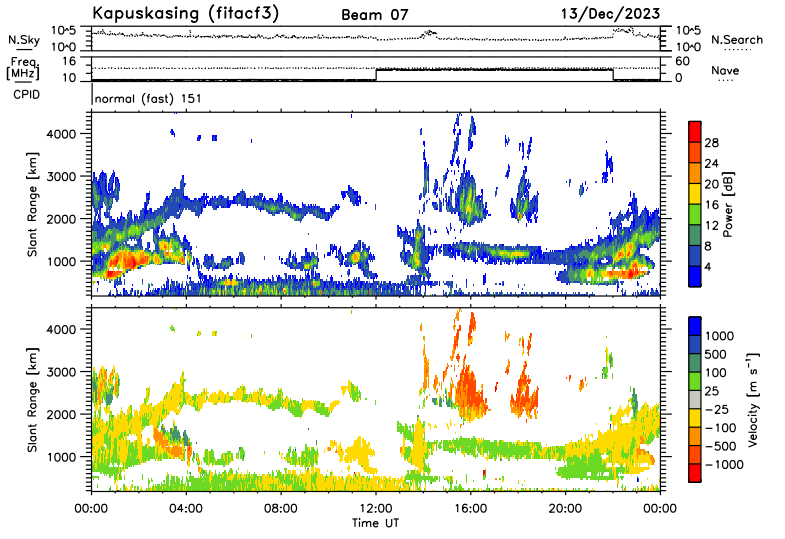 Kapuskasing (fitacf3) Beam 07 13/Dec/2023
N.Sky 10^5 10^0 10^5 10^0 N.Search
Freq. [MHz] 16 10 60 0 Nave
CPID normal (fast) 151
Slant Range [km] 4000 3000 2000 1000
Power [dB] 28 24 20 16 12 8 4
Slant Range [km] 4000 3000 2000 1000
Velocity [m s⁻¹] 1000 500 100 25 −25 −100 −500 −1000
00:00 04:00 08:00 12:00 16:00 20:00 00:00
Time UT